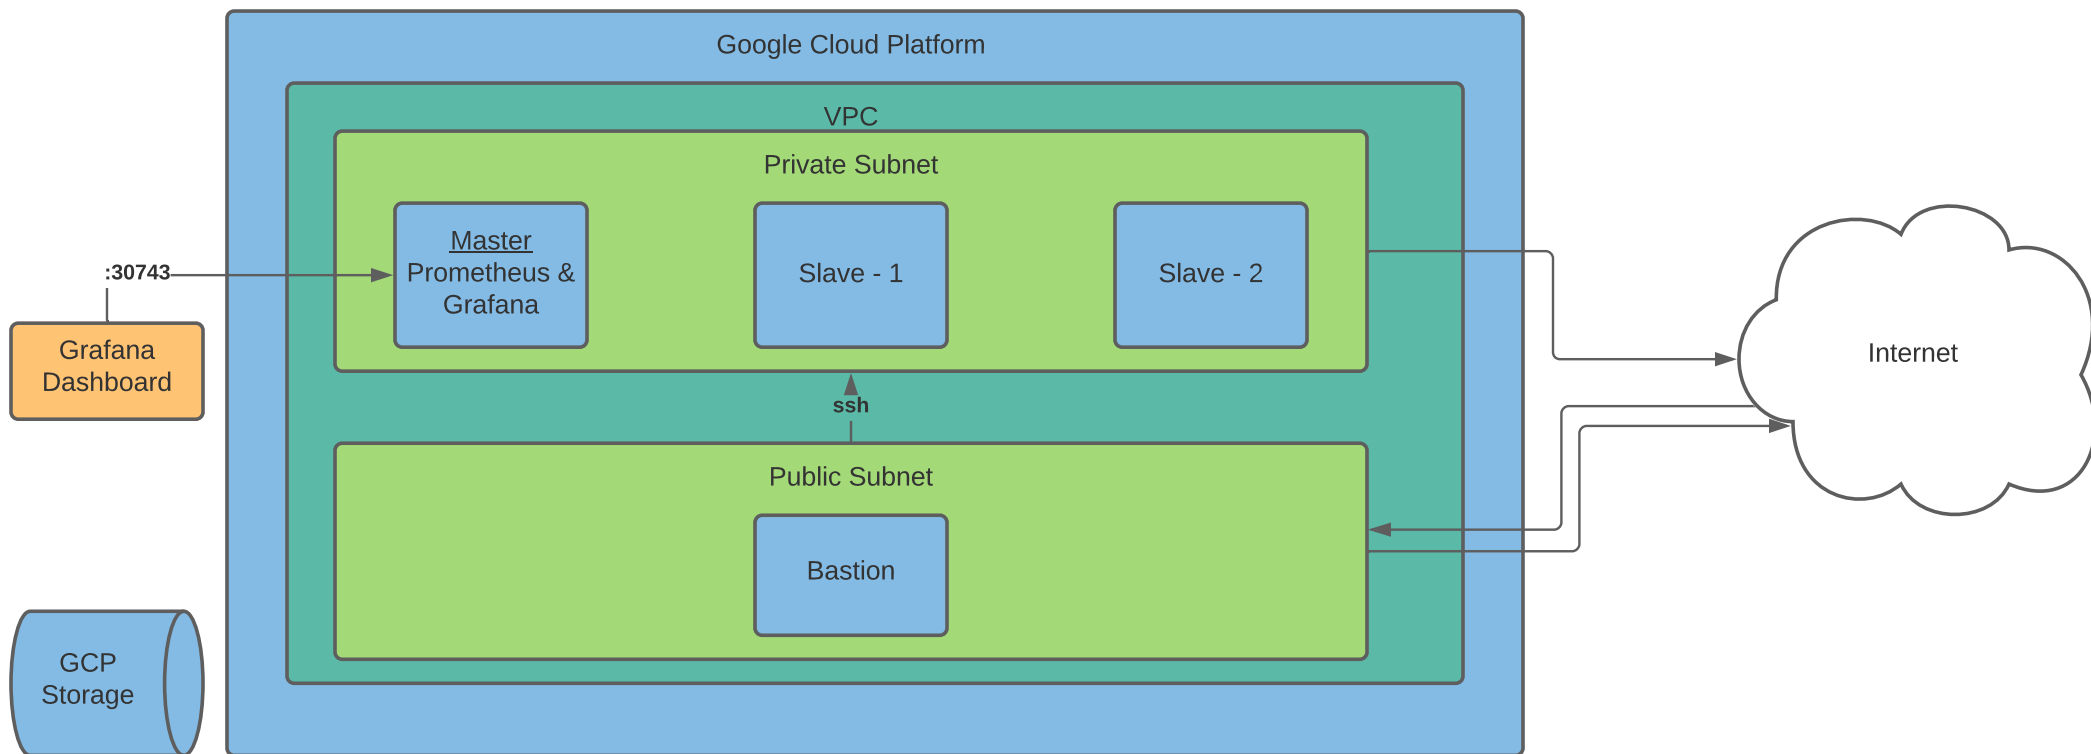 Google Cloud Platform
VPC
Private Subnet
Master
Prometheus &
Grafana
Slave - 1
Slave - 2
:30743
Grafana
Dashboard
ssh
Public Subnet
Bastion
Internet
GCP
Storage